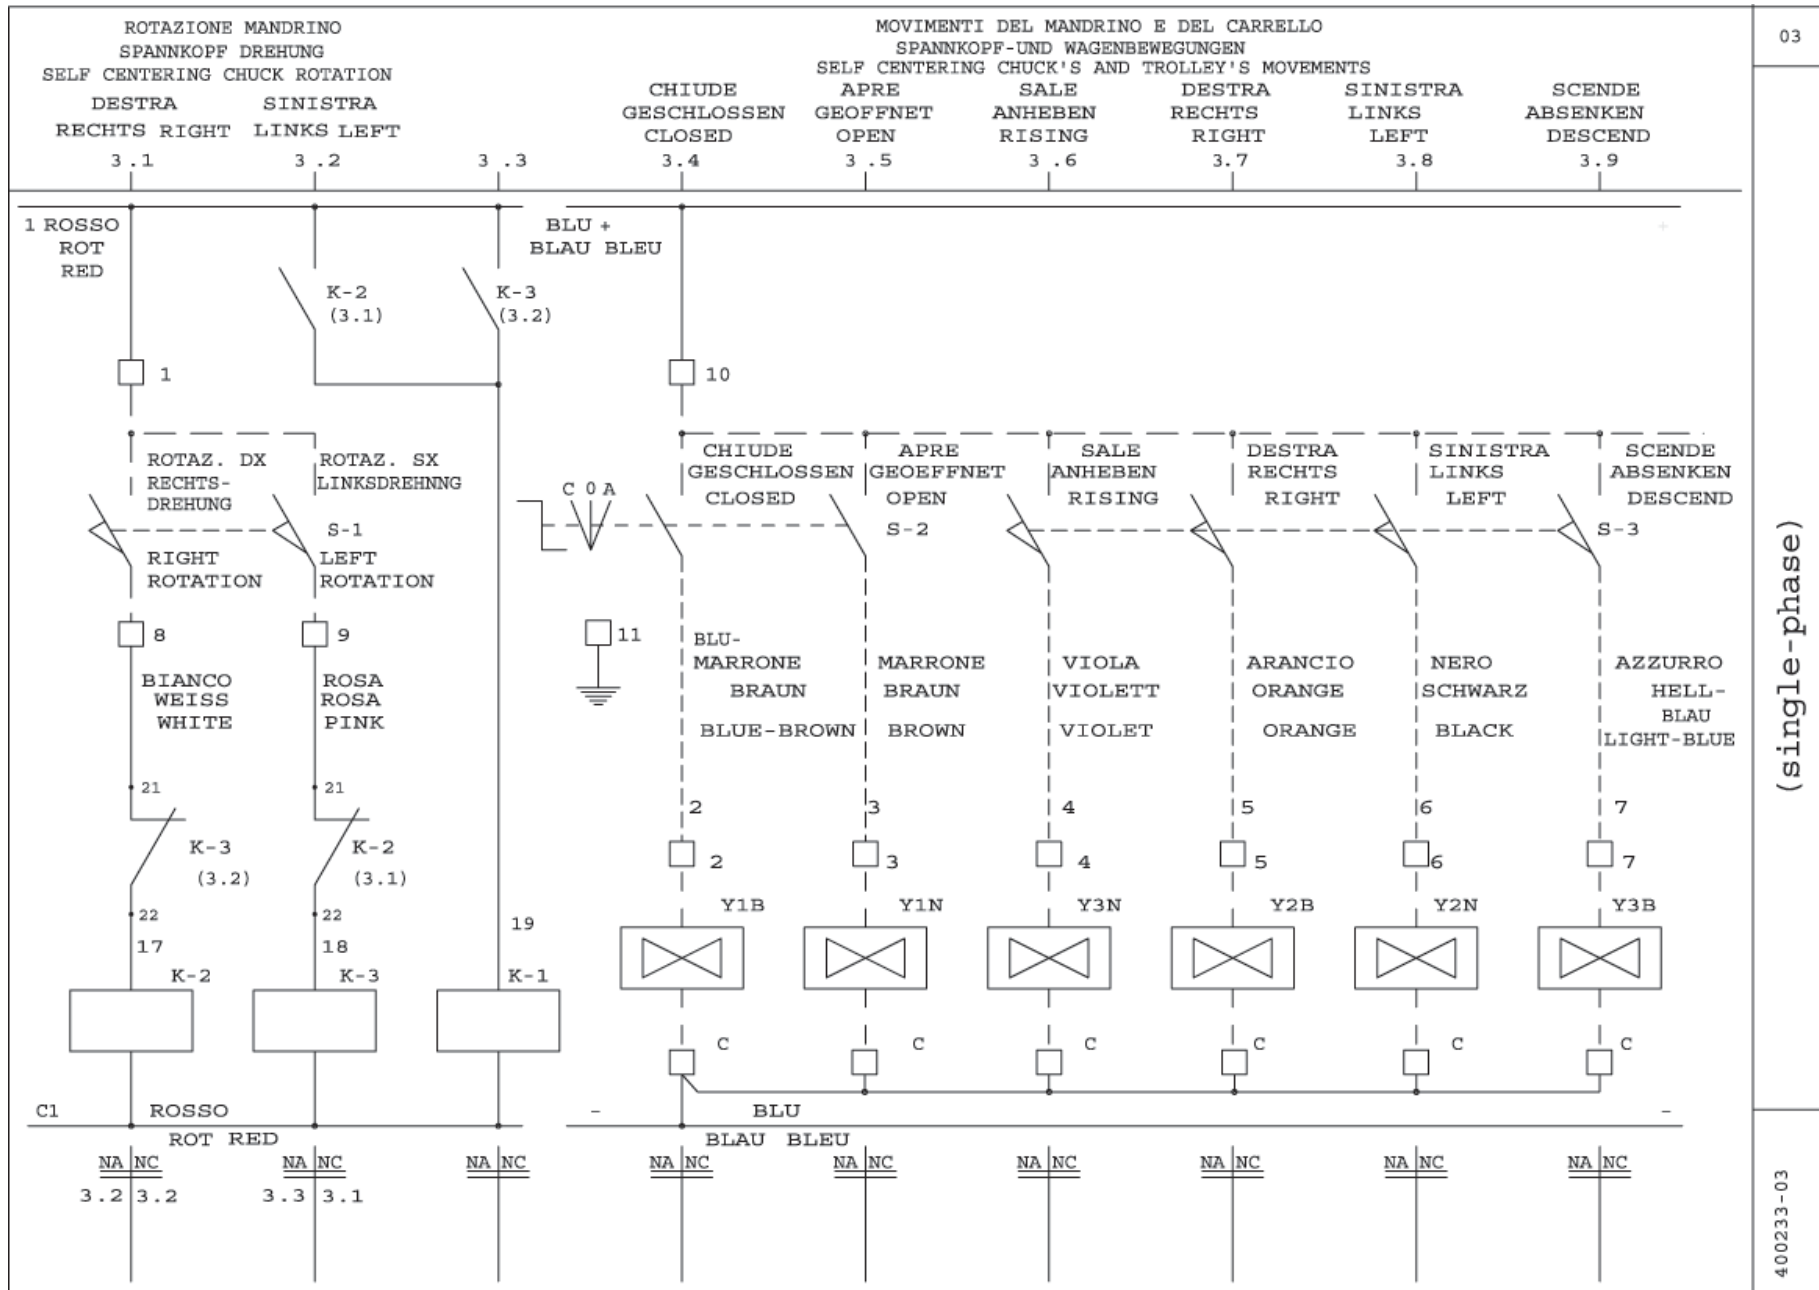 ROTAZIONE MANDRINO
SPANNKOPF DREHUNG
SELF CENTERING CHUCK ROTATION
MOVIMENTI DEL MANDRINO E DEL CARRELLO
SPANNKOPF-UND WAGENBEWEGUNGEN
SELF CENTERING CHUCK'S AND TROLLEY'S MOVEMENTS
03
DESTRA
RECHTS RIGHT
3.1
SINISTRA
LINKS LEFT
3.2
3.3
CHIUDE
GESCHLOSSEN
CLOSED
3.4
APRE
GEOFFNET
OPEN
3.5
SALE
ANHEBEN
RISING
3.6
DESTRA
RECHTS
RIGHT
3.7
SINISTRA
LINKS
LEFT
3.8
SCENDE
ABSENKEN
DESCEND
3.9
1 ROSSO
ROT
RED
BLU +
BLAU BLEU
+
K-2
(3.1)
K-3
(3.2)
1
10
ROTAZ. DX
RECHTS-
DREHUNG
RIGHT
ROTATION
ROTAZ. SX
LINKSDREHNNG
S-1
LEFT
ROTATION
C 0 A
CHIUDE
GESCHLOSSEN
CLOSED
APRE
GEOEFFNET
OPEN
S-2
SALE
ANHEBEN
RISING
DESTRA
RECHTS
RIGHT
SINISTRA
LINKS
LEFT
SCENDE
ABSENKEN
DESCEND
S-3
8
9
11
BIANCO
WEISS
WHITE
ROSA
ROSA
PINK
BLU-
MARRONE
BRAUN
BLUE-BROWN
MARRONE
BRAUN
BROWN
VIOLA
VIOLETT
VIOLET
ARANCIO
ORANGE
ORANGE
NERO
SCHWARZ
BLACK
AZZURRO
HELL-
BLAU
LIGHT-BLUE
21
21
2
3
4
5
6
7
K-3
(3.2)
K-2
(3.1)
2
3
4
5
6
7
22
22
17
18
19
Y1B
Y1N
Y3N
Y2B
Y2N
Y3B
K-2
K-3
K-1
C
C
C
C
C
C
C1
ROSSO
ROT RED
-
BLU
BLAU BLEU
-
NA NC
NA NC
NA NC
NA NC
NA NC
NA NC
NA NC
NA NC
NA NC
3.2 3.2
3.3 3.1
(single-phase)
400233-03